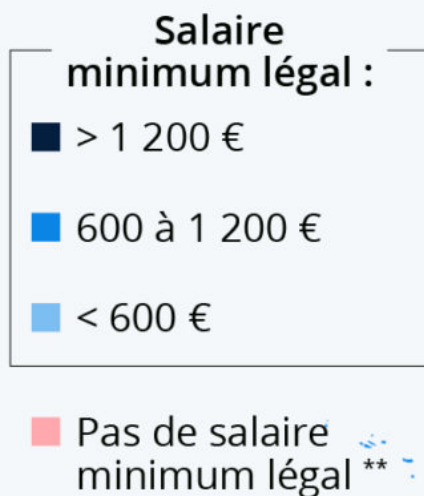 Salaire
minimum légal :
> 1 200 €
600 à 1 200 €
< 600 €
Pas de salaire
minimum légal **